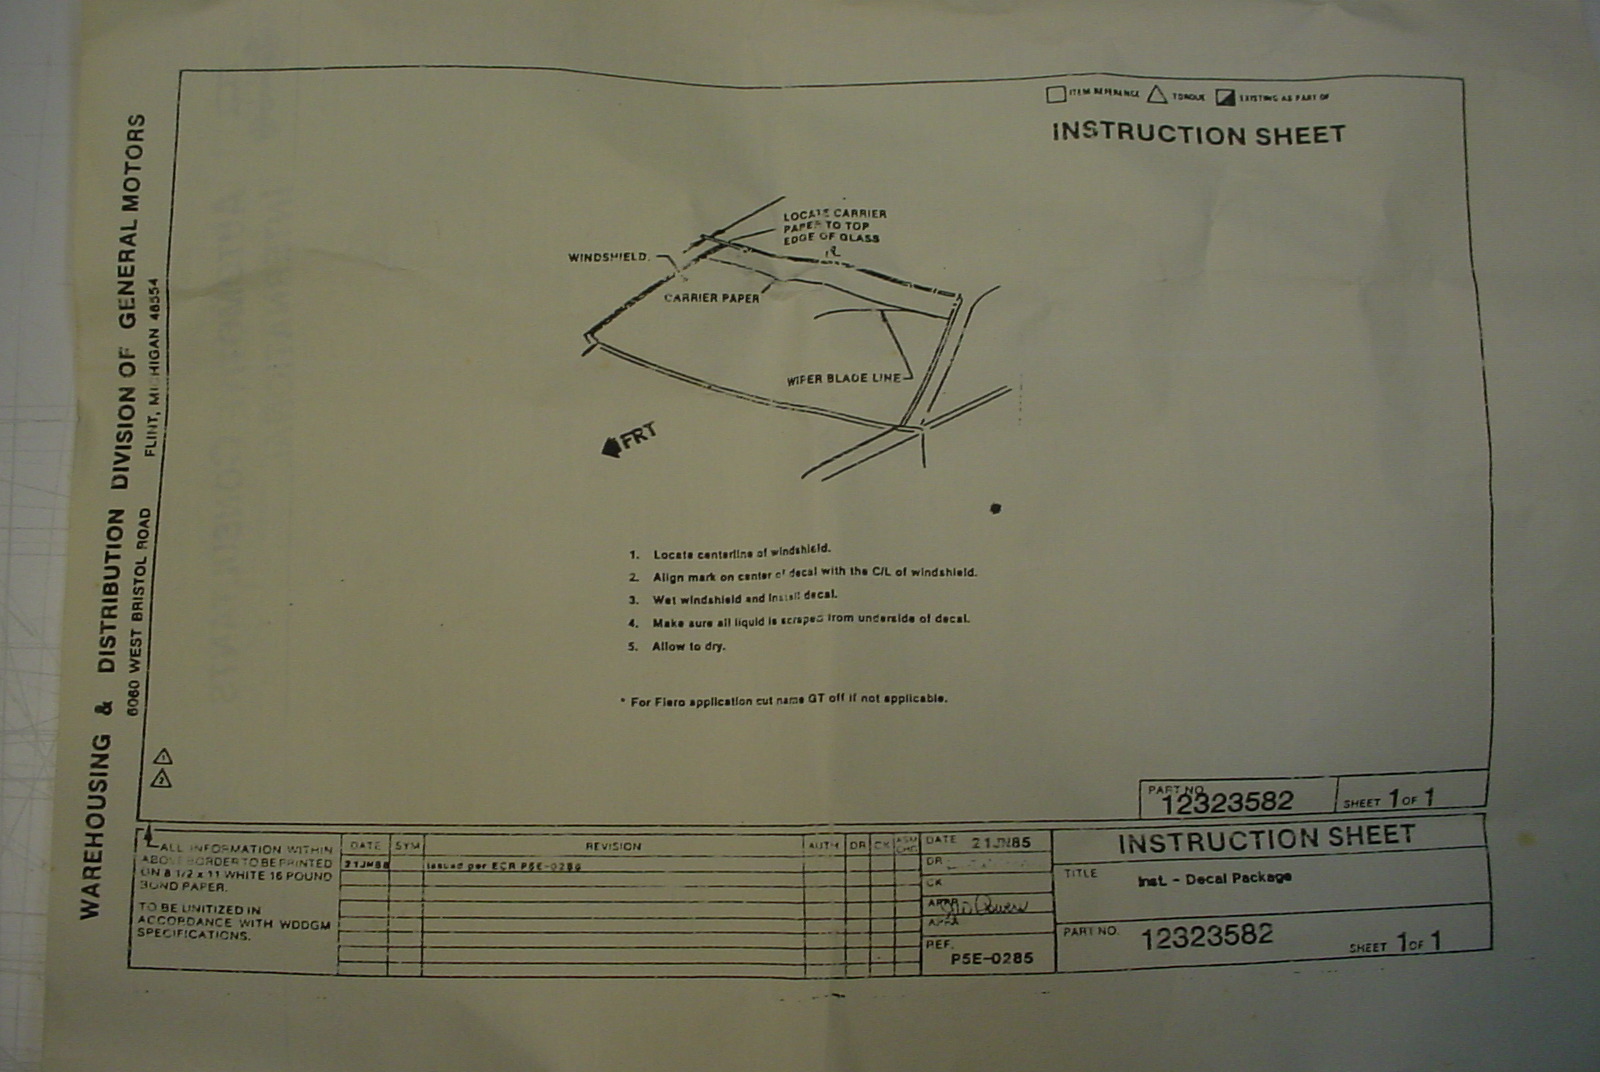 WAREHOUSING & DISTRIBUTION DIVISION OF GENERAL MOTORS
6060 WEST BRISTOL ROAD FLINT, MICHIGAN 48554
ITEM REFERENCE TORQUE EXISTING AS PART OF
INSTRUCTION SHEET
LOCATE CARRIER
PAPER TO TOP
EDGE OF GLASS
WINDSHIELD
CARRIER PAPER
WIPER BLADE LINE
FRT
1. Locate centerline of windshield.
2. Align mark on center of decal with the C/L of windshield.
3. Wet windshield and install decal.
4. Make sure all liquid is scraped from underside of decal.
5. Allow to dry.
* For Fiero application cut name GT off if not applicable.
1
2
PART NO.
12323582
SHEET 1 OF 1
ALL INFORMATION WITHIN
ABOVE BORDER TO BE PRINTED
ON 8 1/2 x 11 WHITE 16 POUND
BOND PAPER.
TO BE UNITIZED IN
ACCORDANCE WITH WDDGM
SPECIFICATIONS.
DATE SYM REVISION AUTH DR CK
Issued per ECR P5E-0286
DATE 21JN85
DR
CK
APPR
REF.
P5E-0285
INSTRUCTION SHEET
TITLE
Inst. - Decal Package
PART NO. 12323582
SHEET 1 OF 1